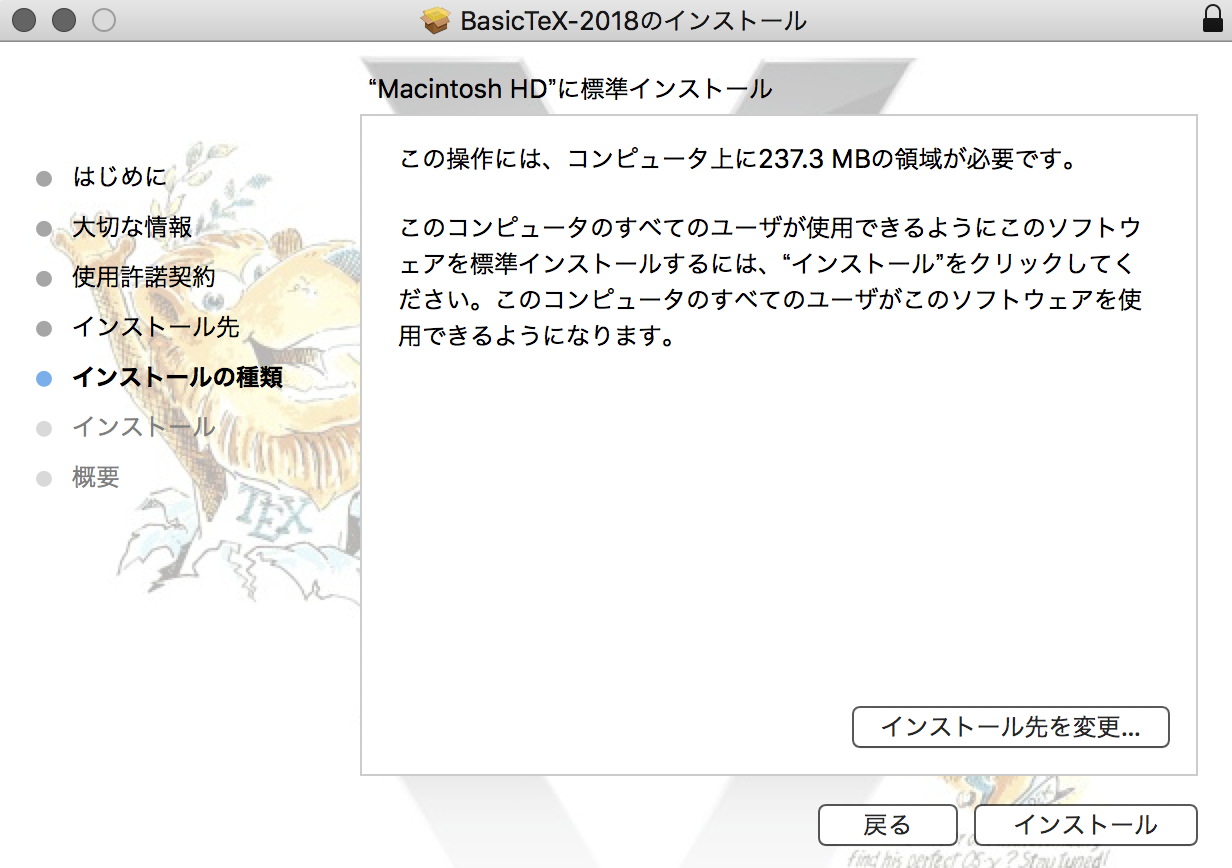 BasicTeX-2018のインストール
“Macintosh HD”に標準インストール
はじめに
大切な情報
使用許諾契約
インストール先
インストールの種類
インストール
概要
この操作には、コンピュータ上に237.3 MBの領域が必要です。
このコンピュータのすべてのユーザが使用できるようにこのソフトウ
ェアを標準インストールするには、“インストール”をクリックしてく
ださい。このコンピュータのすべてのユーザがこのソフトウェアを使
用できるようになります。
TEX
インストール先を変更...
戻る
インストール
find his perfect OS-X? Stay tuned!